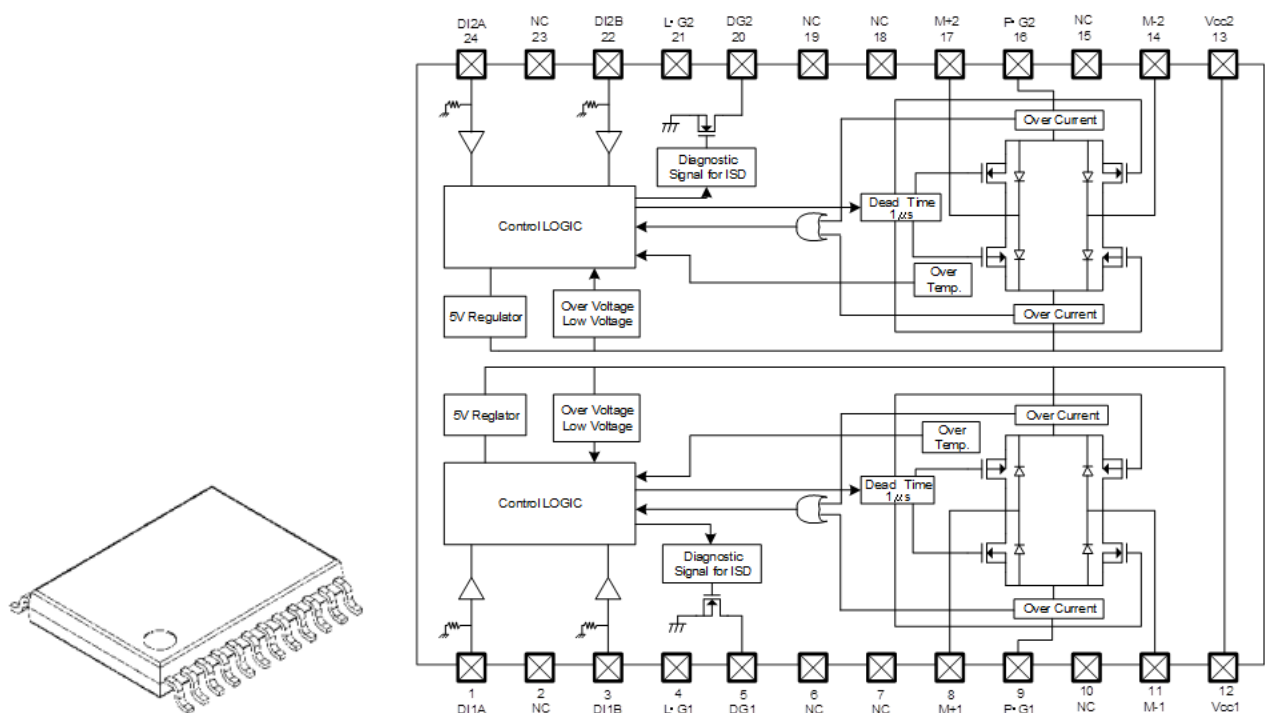 DI2A NC DI2B L·G2 DG2 NC NC M+2 P·G2 NC M-2 Vcc2
24 23 22 21 20 19 18 17 16 15 14 13
Over Current
Diagnostic
Signal for ISD
Dead Time
1μs
Control LOGIC
Over
Temp.
5V Regulator
Over Voltage
Low Voltage
Over Current
5V Reglator
Over Voltage
Low Voltage
Over Current
Over
Temp.
Control LOGIC
Dead Time
1μs
Diagnostic
Signal for ISD
Over Current
1 2 3 4 5 6 7 8 9 10 11 12
DI1A NC DI1B L·G1 DG1 NC NC M+1 P·G1 NC M-1 Vcc1